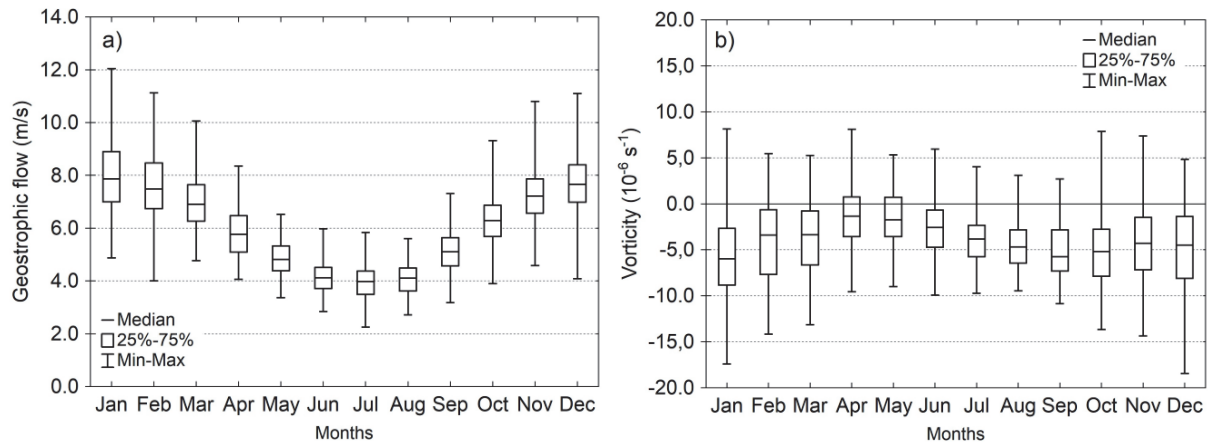 a)
14.0
12.0
10.0
8.0
6.0
4.0
2.0
0.0
Geostrophic flow (m/s)
Median
25%-75%
Min-Max
Jan Feb Mar Apr May Jun Jul Aug Sep Oct Nov Dec
Months
b)
20,0
15,0
10,0
5,0
0.0
-5,0
-10.0
-15,0
-20.0
Vorticity (10-6 s-1)
Median
25%-75%
Min-Max
Jan Feb Mar Apr May Jun Jul Aug Sep Oct Nov Dec
Months